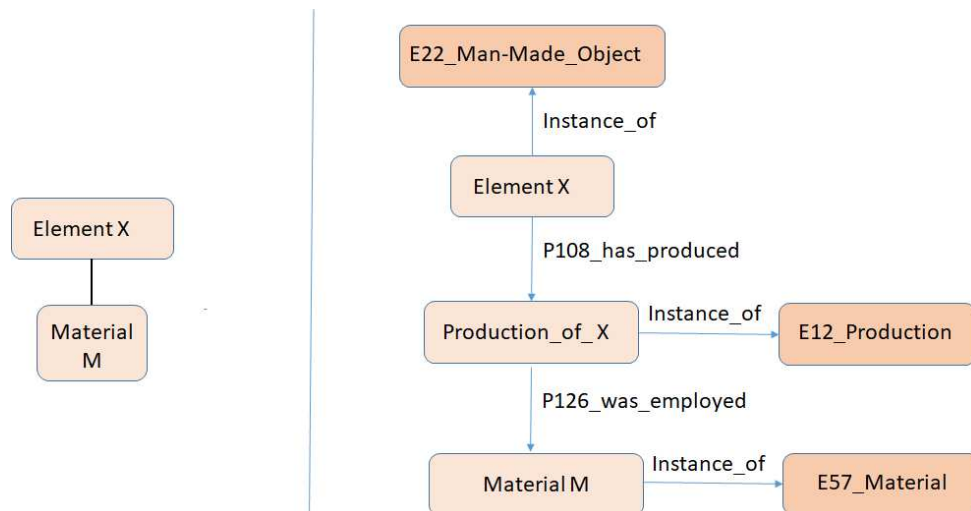 Element X
Material
M
E22_Man-Made_Object
Instance_of
Element X
P108_has_produced
Production_of_ X
Instance_of
E12_Production
P126_was_employed
Material M
Instance_of
E57_Material